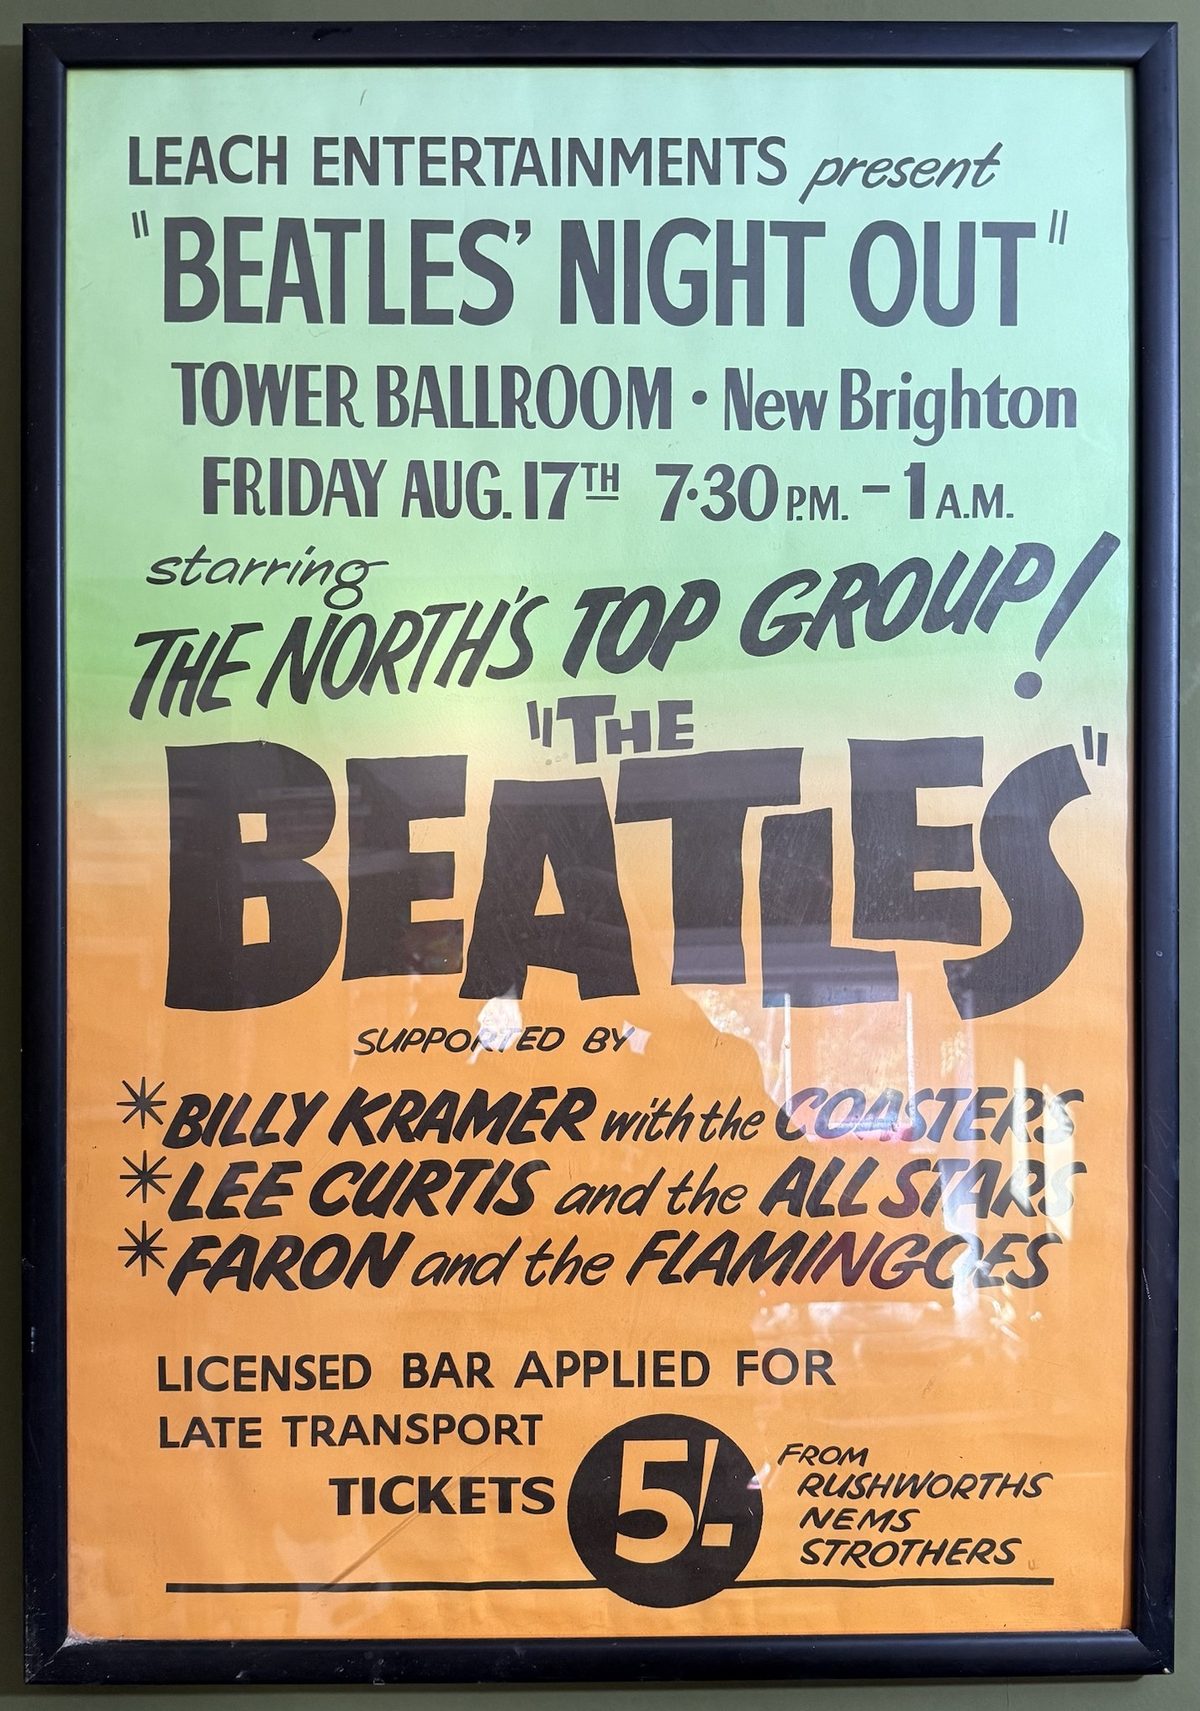 LEACH ENTERTAINMENTS present
"BEATLES' NIGHT OUT"
TOWER BALLROOM · New Brighton
FRIDAY AUG. 17TH 7·30 P.M. - 1 A.M.
starring
THE NORTH'S TOP GROUP!
"THE
BEATLES"
SUPPORTED BY
*BILLY KRAMER with the COASTERS
*LEE CURTIS and the ALL STARS
*FARON and the FLAMINGOES
LICENSED BAR APPLIED FOR
LATE TRANSPORT
TICKETS 5/-
FROM
RUSHWORTHS
NEMS
STROTHERS